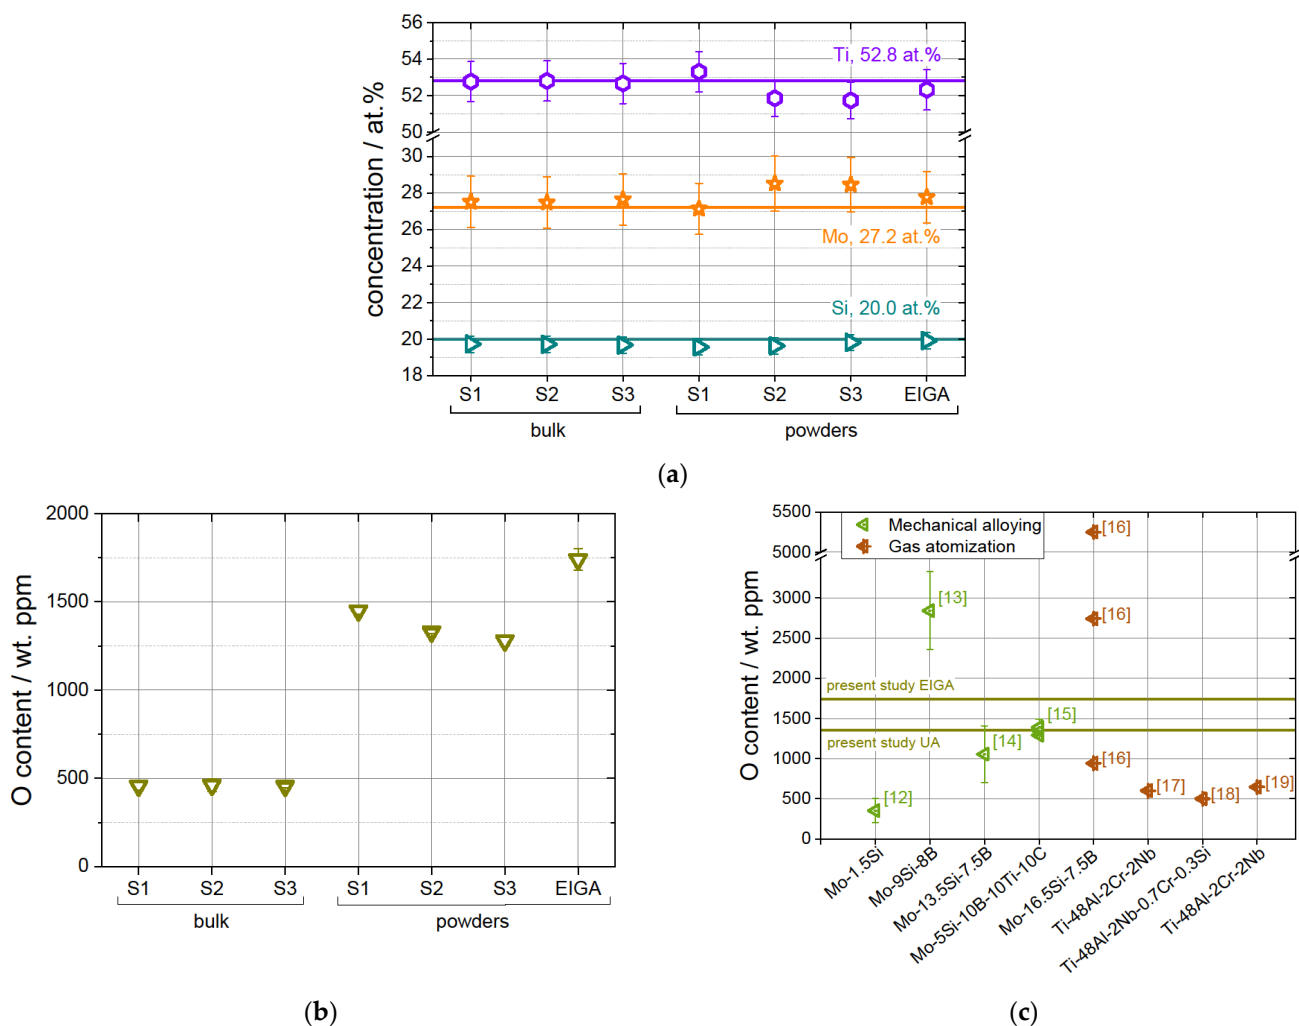 concentration / at.%
56
54
52
50
30
28
26
24
22
20
18
Ti, 52.8 at.%
Mo, 27.2 at.%
Si, 20.0 at.%
S1 S2 S3 S1 S2 S3 EIGA
bulk powders
(a)
O content / wt. ppm
2000
1500
1000
500
0
S1 S2 S3 S1 S2 S3 EIGA
bulk powders
(b)
O content / wt. ppm
5500
5000
3000
2500
2000
1500
1000
500
0
Mechanical alloying
Gas atomization
[16]
[13]
[16]
present study EIGA
[15]
present study UA
[14]
[16]
[17]
[18]
[19]
[12]
Mo-1.5Si
Mo-9Si-8B
Mo-13.5Si-7.5B
Mo-5Si-10B-10Ti-10C
Mo-16.5Si-7.5B
Ti-48Al-2Cr-2Nb
Ti-48Al-2Nb-0.7Cr-0.3Si
Ti-48Al-2Cr-2Nb
(c)